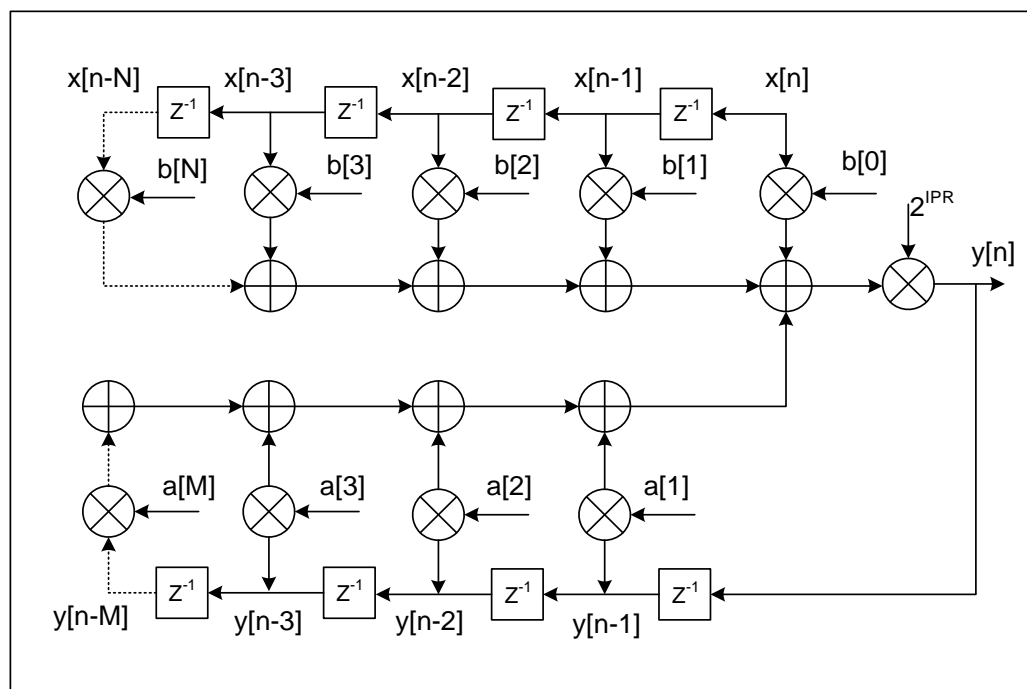 x[n-N] x[n-3] x[n-2] x[n-1] x[n]
Z⁻¹ Z⁻¹ Z⁻¹ Z⁻¹
b[N] b[3] b[2] b[1] b[0]
2ᴵᴾᴿ
y[n]
a[M] a[3] a[2] a[1]
Z⁻¹ Z⁻¹ Z⁻¹ Z⁻¹
y[n-M] y[n-3] y[n-2] y[n-1]